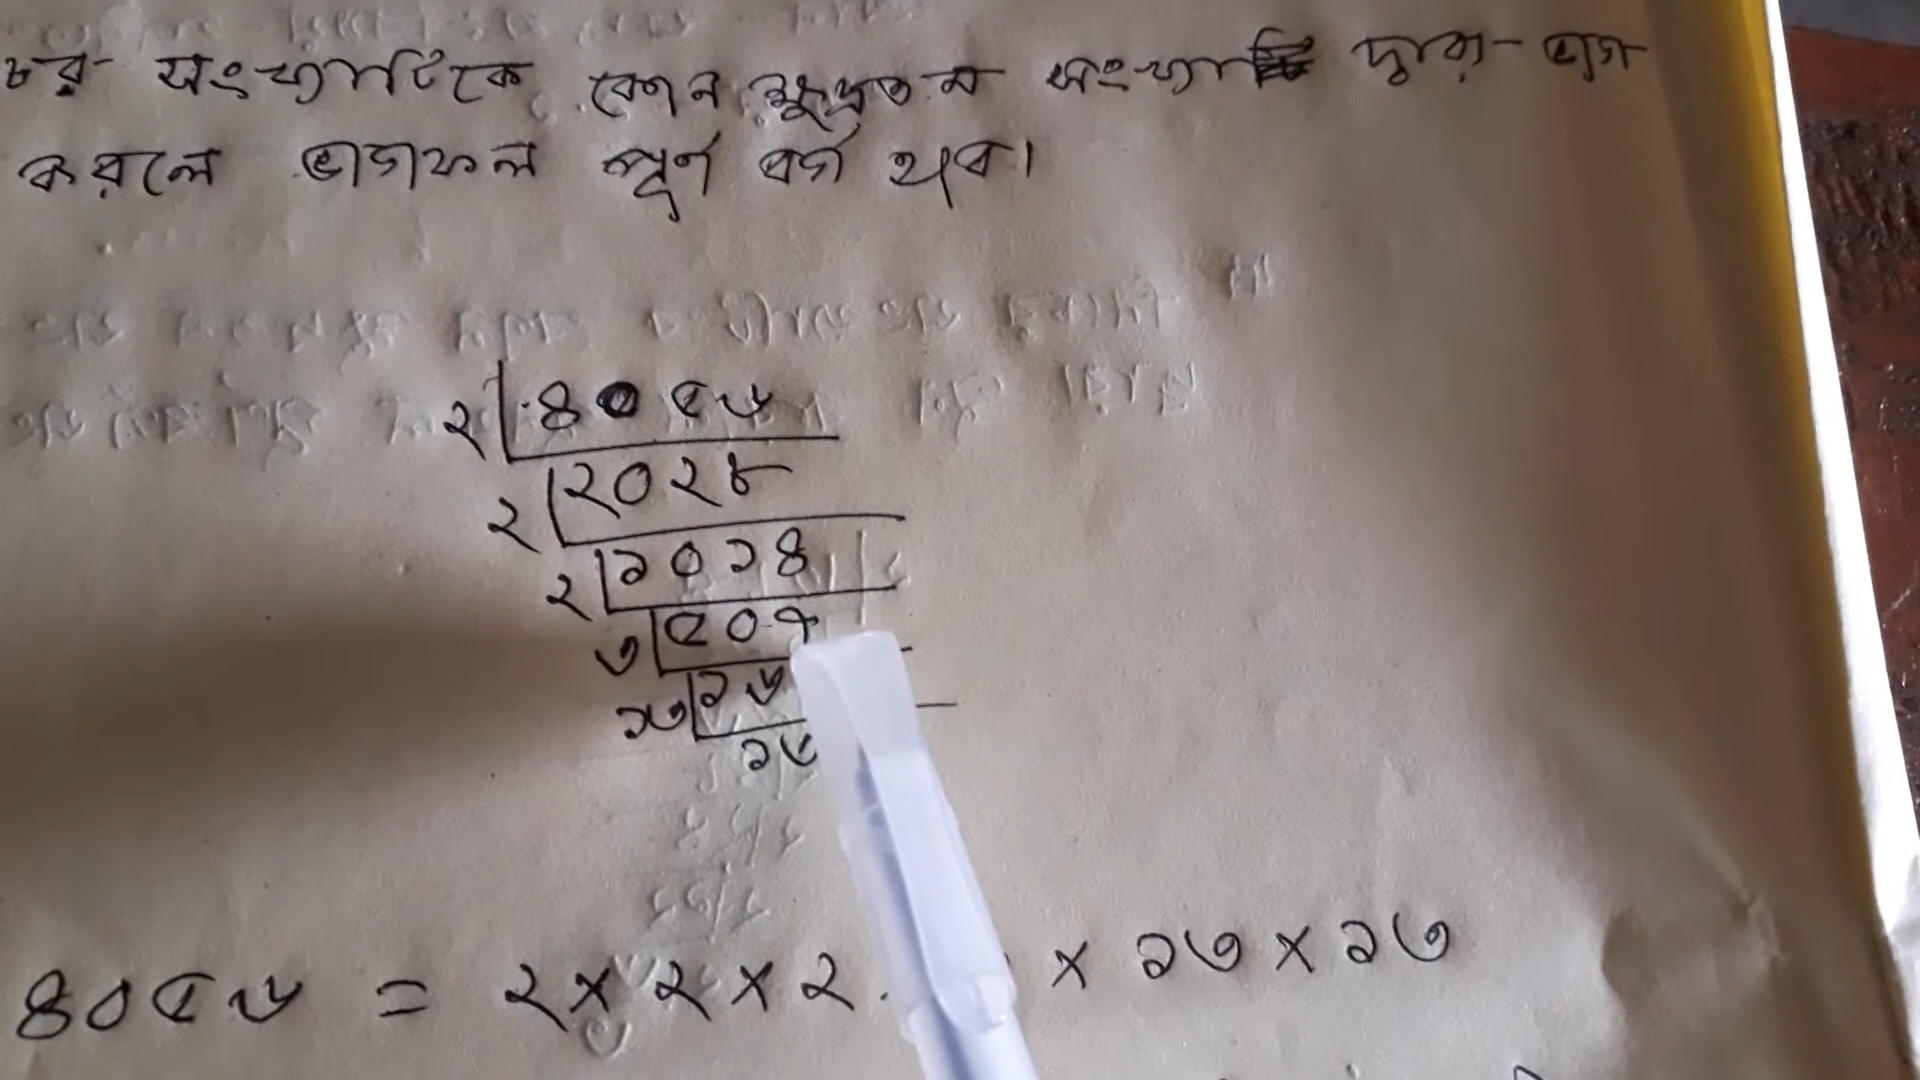 ৮র সংখ্যাটিকে কোন ক্ষুদ্রতম সংখ্যা দ্বারা ভাগ
করলে ভাগফল পূর্ণ বর্গ হবে।
২ ৪০৫৬
২ ২০২৮
২ ১০১৪
৩ ৫০৭
১৩ ১৬
১৩
৪০৫৬ = ২ × ২ × ২ × ১৩ × ১৩